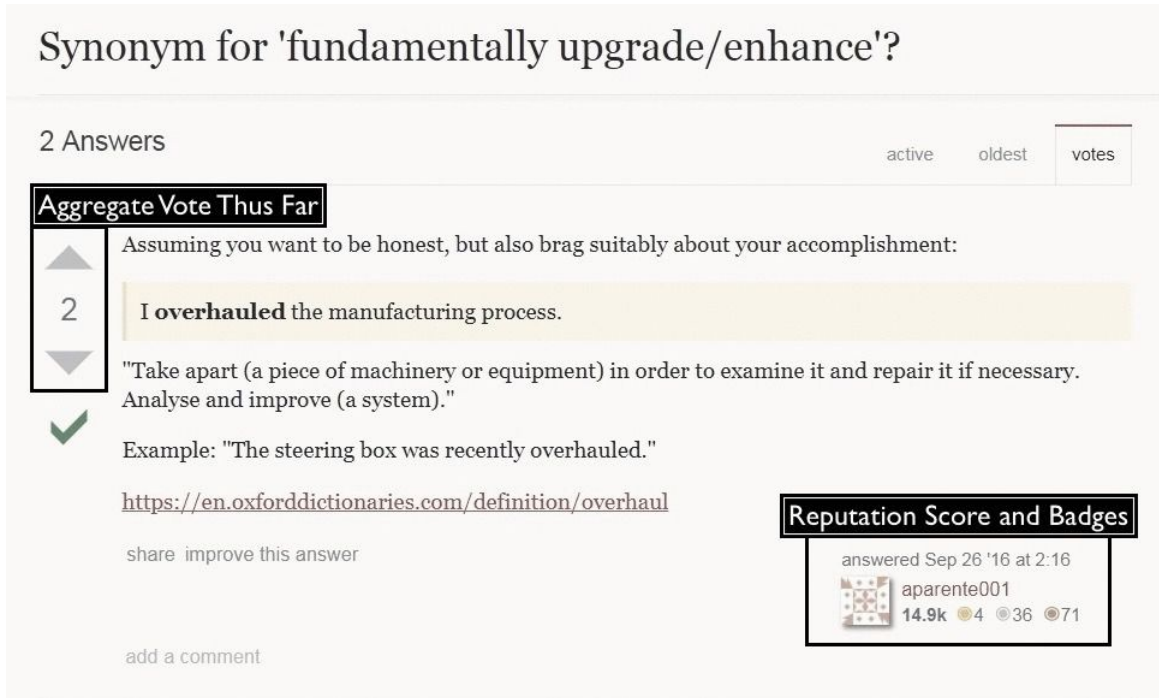 Synonym for 'fundamentally upgrade/enhance'?
2 Answers
active oldest votes
Aggregate Vote Thus Far
Assuming you want to be honest, but also brag suitably about your accomplishment:
2
I overhauled the manufacturing process.
"Take apart (a piece of machinery or equipment) in order to examine it and repair it if necessary.
Analyse and improve (a system)."
Example: "The steering box was recently overhauled."
https://en.oxforddictionaries.com/definition/overhaul
Reputation Score and Badges
share improve this answer
answered Sep 26 '16 at 2:16
aparente001
14.9k 4 36 71
add a comment